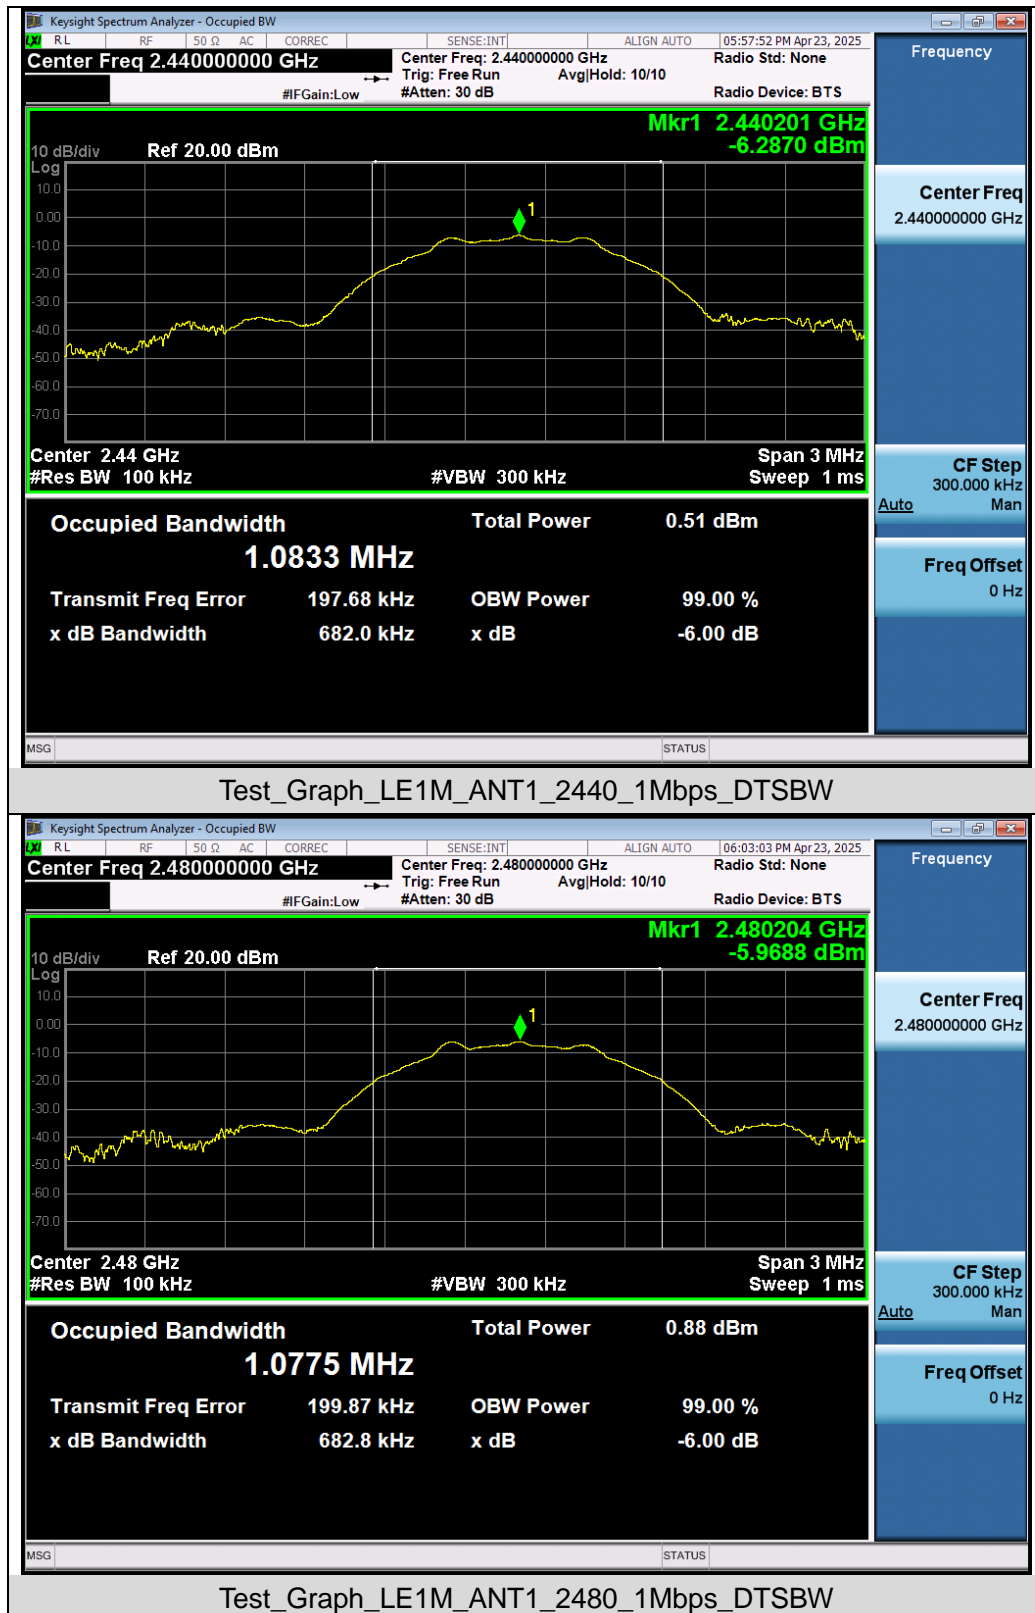 Keysight Spectrum Analyzer - Occupied BW
LXI RL RF 50 Ω AC CORREC SENSE:INT ALIGN AUTO 05:57:52 PM Apr 23, 2025
Center Freq 2.440000000 GHz
Center Freq: 2.440000000 GHz
Radio Std: None
Trig: Free Run Avg|Hold: 10/10
#IFGain:Low #Atten: 30 dB Radio Device: BTS
Mkr1 2.440201 GHz
-6.2870 dBm
10 dB/div Ref 20.00 dBm
Log
10.0
0.00
-10.0
-20.0
-30.0
-40.0
-50.0
-60.0
-70.0
1
Center 2.44 GHz Span 3 MHz
#Res BW 100 kHz #VBW 300 kHz Sweep 1 ms
Occupied Bandwidth Total Power 0.51 dBm
1.0833 MHz
Transmit Freq Error 197.68 kHz OBW Power 99.00 %
x dB Bandwidth 682.0 kHz x dB -6.00 dB
MSG STATUS
Frequency
Center Freq
2.440000000 GHz
CF Step
300.000 kHz
Auto Man
Freq Offset
0 Hz
Test_Graph_LE1M_ANT1_2440_1Mbps_DTSBW
Keysight Spectrum Analyzer - Occupied BW
LXI RL RF 50 Ω AC CORREC SENSE:INT ALIGN AUTO 06:03:03 PM Apr 23, 2025
Center Freq 2.480000000 GHz
Center Freq: 2.480000000 GHz
Radio Std: None
Trig: Free Run Avg|Hold: 10/10
#IFGain:Low #Atten: 30 dB Radio Device: BTS
Mkr1 2.480204 GHz
-5.9688 dBm
10 dB/div Ref 20.00 dBm
Log
10.0
0.00
-10.0
-20.0
-30.0
-40.0
-50.0
-60.0
-70.0
1
Center 2.48 GHz Span 3 MHz
#Res BW 100 kHz #VBW 300 kHz Sweep 1 ms
Occupied Bandwidth Total Power 0.88 dBm
1.0775 MHz
Transmit Freq Error 199.87 kHz OBW Power 99.00 %
x dB Bandwidth 682.8 kHz x dB -6.00 dB
MSG STATUS
Frequency
Center Freq
2.480000000 GHz
CF Step
300.000 kHz
Auto Man
Freq Offset
0 Hz
Test_Graph_LE1M_ANT1_2480_1Mbps_DTSBW